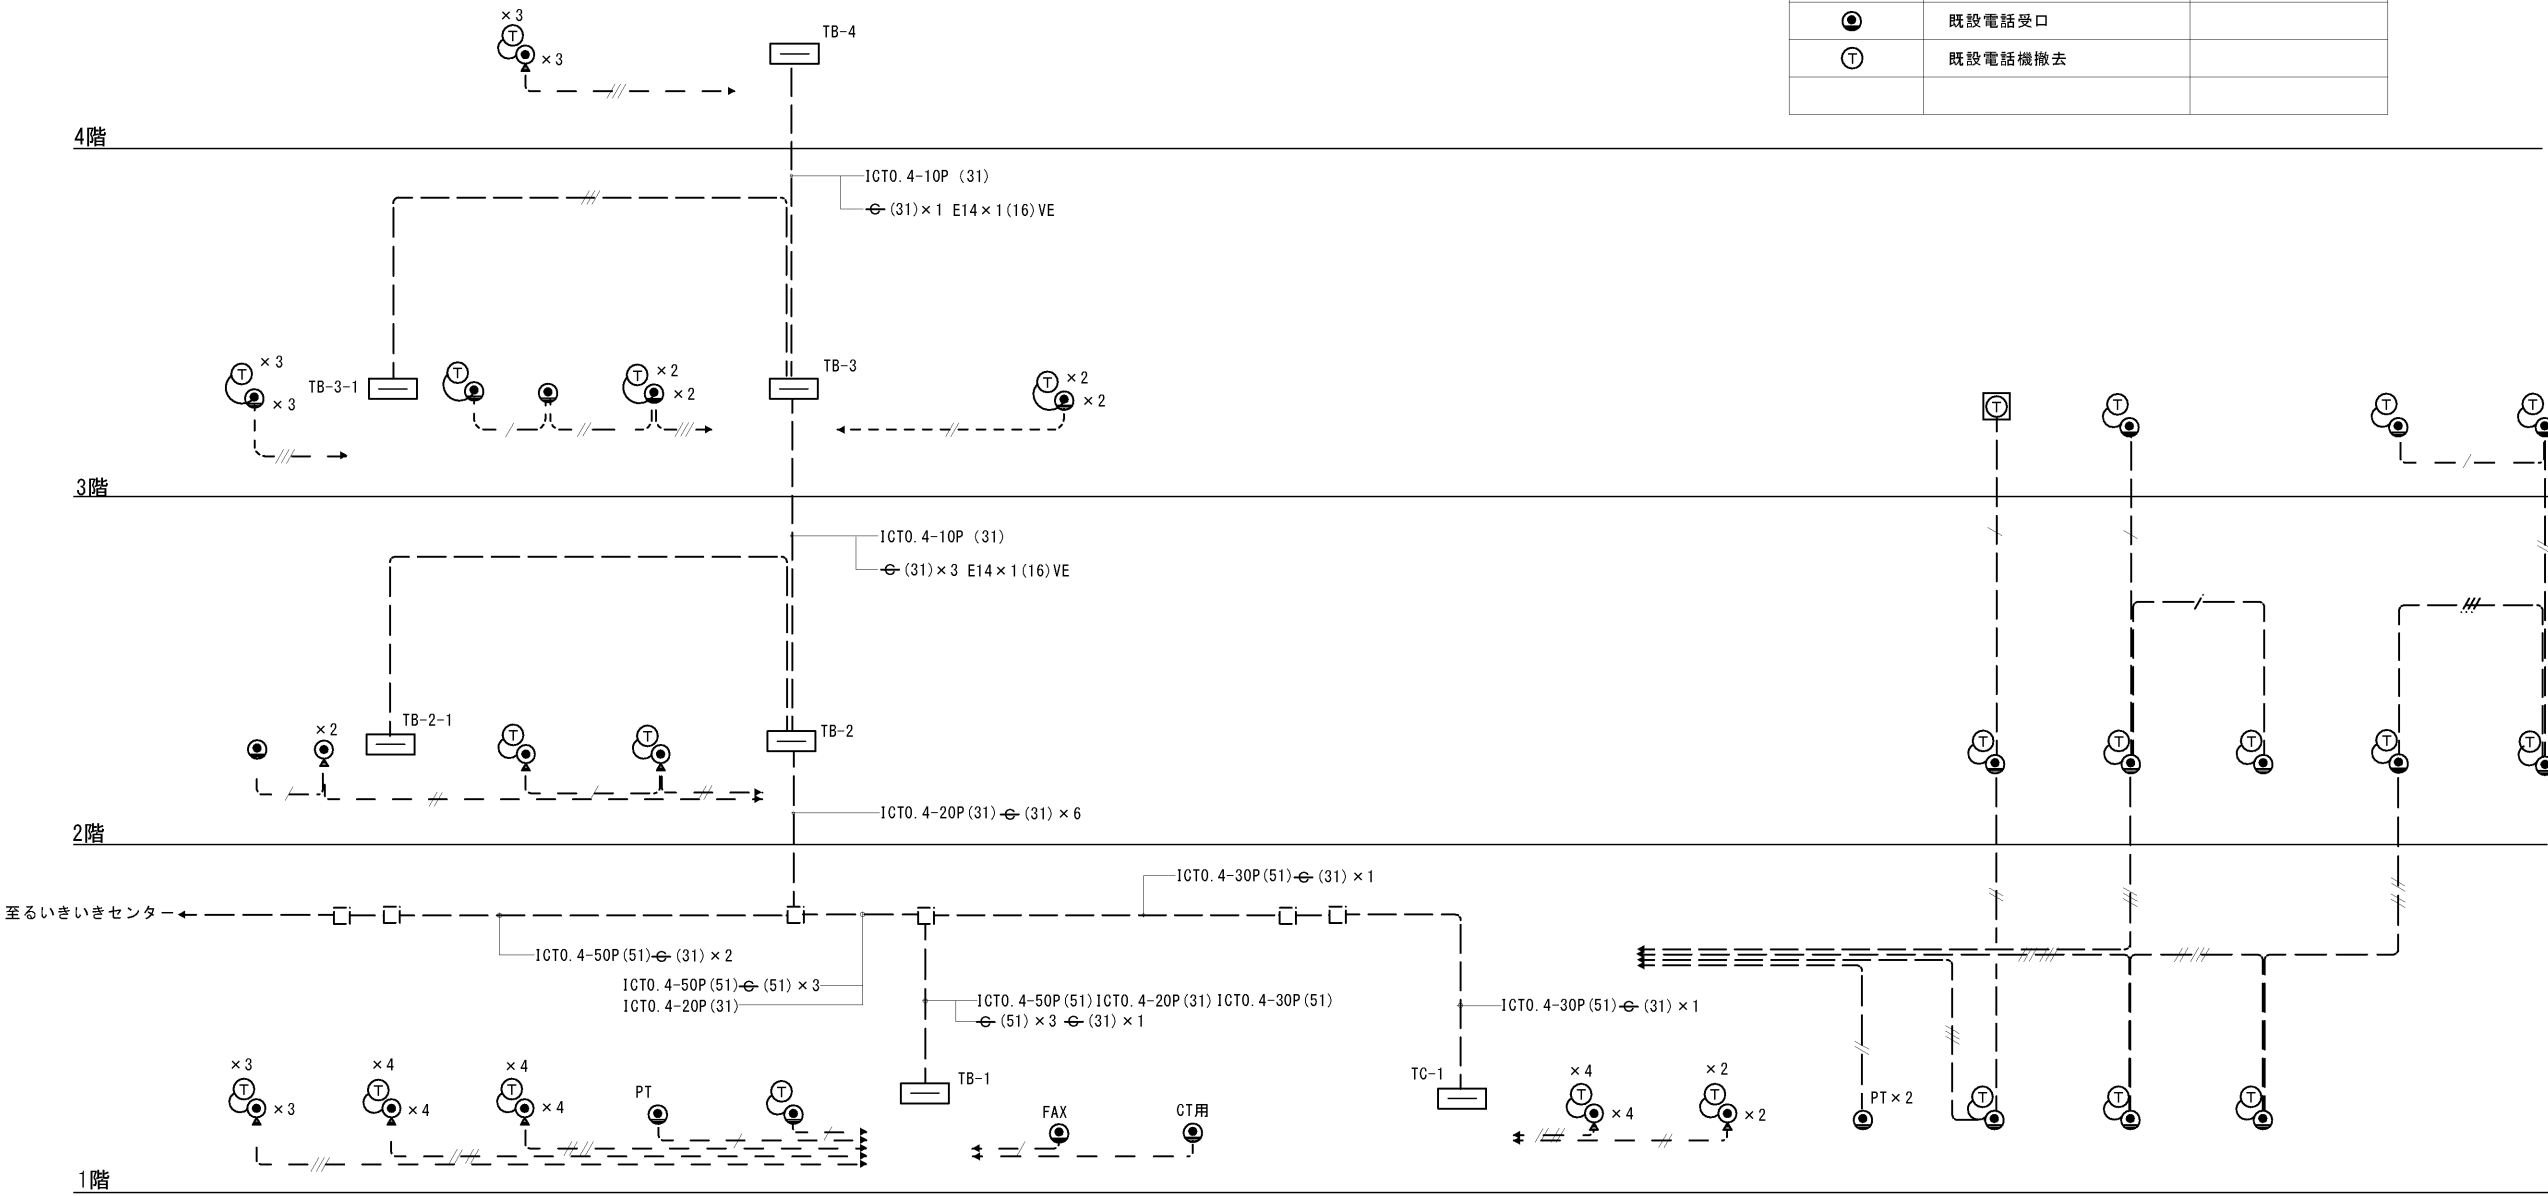 ×3
TB-4
×3
既設電話受口
T
既設電話機撤去
T
4階
ICT0.4-10P (31)
(31)×1 E14×1(16)VE
×3
T
×3
TB-3-1
T
T
×2
×2
TB-3
T
×2
×2
T
T
T
T
3階
ICT0.4-10P (31)
(31)×3 E14×1(16)VE
×2
TB-2-1
T
T
TB-2
T
T
T
T
T
ICT0.4-20P(31) (31)×6
2階
ICT0.4-30P(51) (31)×1
至るいきいきセンター
ICT0.4-50P(51) (31)×2
ICT0.4-50P(51) (51)×3
ICT0.4-20P(31)
ICT0.4-50P(51) ICT0.4-20P(31) ICT0.4-30P(51)
(51)×3 (31)×1
ICT0.4-30P(51) (31)×1
×3
T
×3
×4
T
×4
×4
T
×4
PT
T
TB-1
FAX
CT用
TC-1
×4
T
×4
×2
T
×2
PT×2
T
T
T
1階